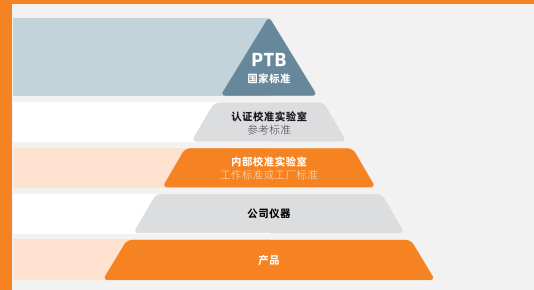 PTB
国家标准
认证校准实验室
参考标准
内部校准实验室
工作标准或工厂标准
公司仪器
产品